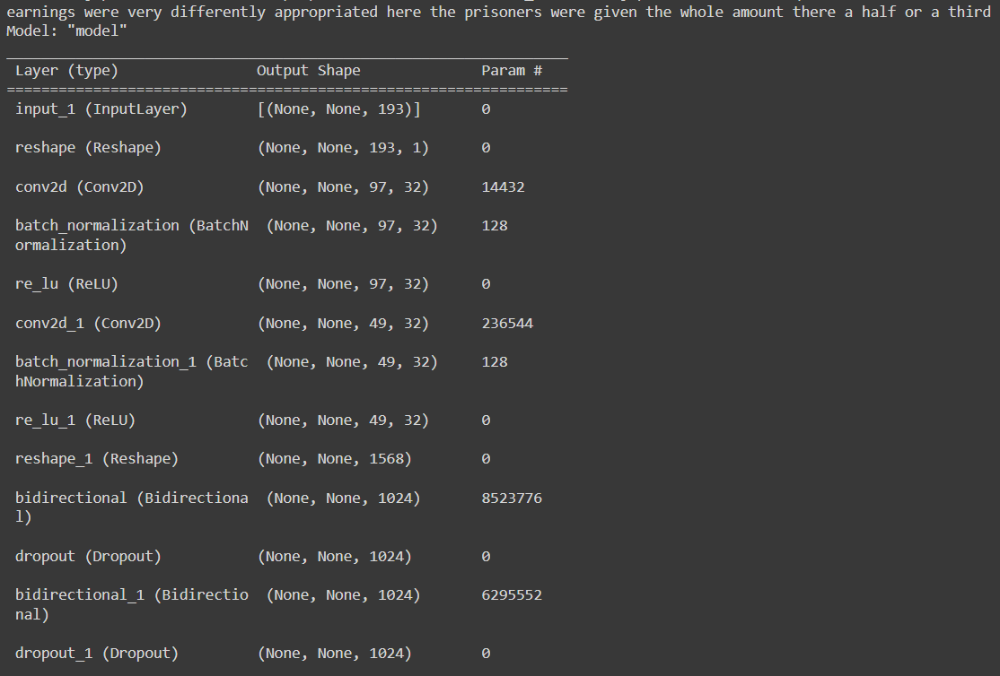 earnings were very differently appropriated here the prisoners were given the whole amount there a half or a third
Model: "model"
Layer (type) Output Shape Param #
input_1 (InputLayer) [(None, None, 193)] 0
reshape (Reshape) (None, None, 193, 1) 0
conv2d (Conv2D) (None, None, 97, 32) 14432
batch_normalization (BatchN (None, None, 97, 32) 128
ormalization)
re_lu (ReLU) (None, None, 97, 32) 0
conv2d_1 (Conv2D) (None, None, 49, 32) 236544
batch_normalization_1 (Batc (None, None, 49, 32) 128
hNormalization)
re_lu_1 (ReLU) (None, None, 49, 32) 0
reshape_1 (Reshape) (None, None, 1568) 0
bidirectional (Bidirectiona (None, None, 1024) 8523776
l)
dropout (Dropout) (None, None, 1024) 0
bidirectional_1 (Bidirectio (None, None, 1024) 6295552
nal)
dropout_1 (Dropout) (None, None, 1024) 0